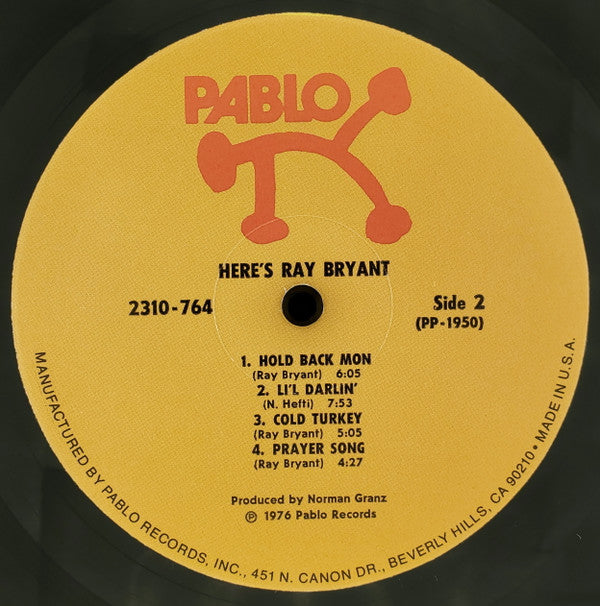 PABLO
HERE'S RAY BRYANT
2310-764
Side 2
(PP-1950)
1. HOLD BACK MON
(Ray Bryant) 6:05
2. LI'L DARLIN'
(N. Hefti) 7:53
3. COLD TURKEY
(Ray Bryant) 5:05
4. PRAYER SONG
(Ray Bryant) 4:27
Produced by Norman Granz
℗ 1976 Pablo Records
MANUFACTURED BY PABLO RECORDS, INC., 451 N. CANON DR., BEVERLY HILLS, CA 90210 • MADE IN U.S.A.